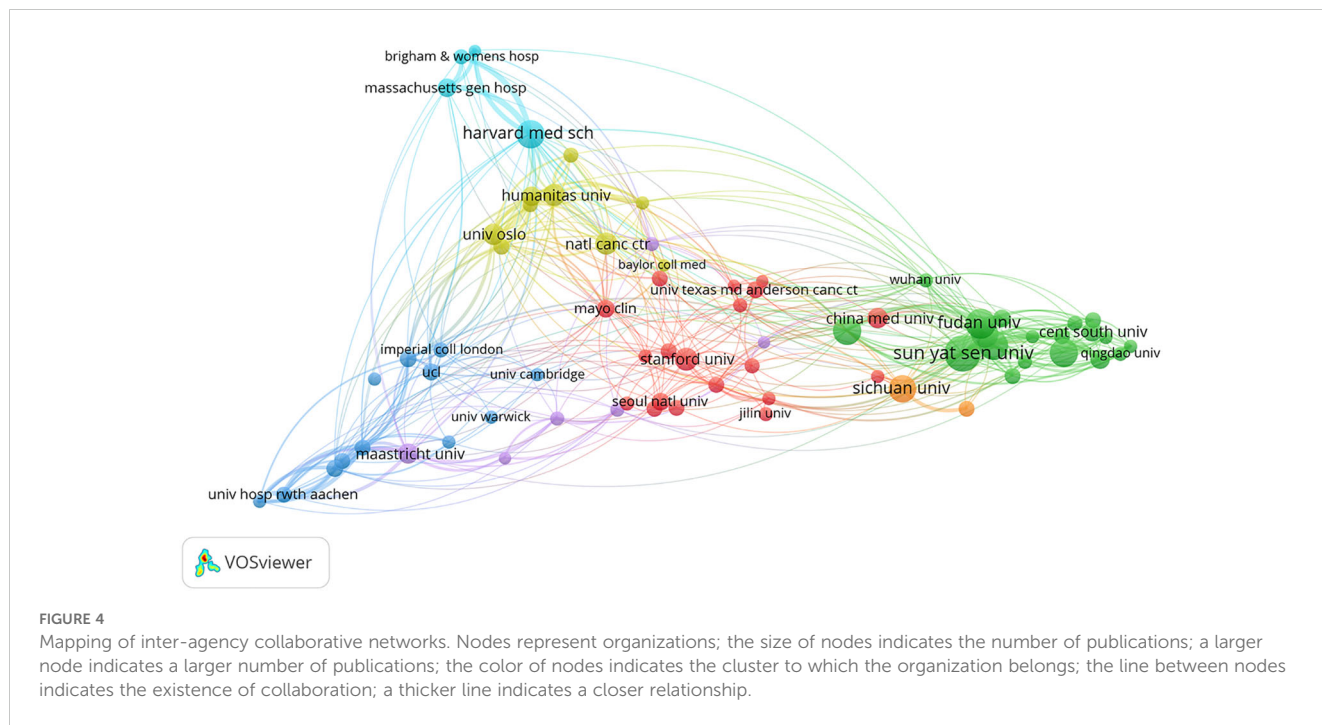 brigham & womens hosp
massachusetts gen hosp
harvard med sch
humanitas univ
univ oslo
natl canc ctr
baylor coll med
univ texas md anderson canc ct
wuhan univ
mayo clin
china med univ
fudan univ
cent south univ
imperial coll london
stanford univ
sun yat sen univ
qingdao univ
ucl
univ cambridge
sichuan univ
seoul natl univ
jilin univ
univ warwick
maastricht univ
univ hosp rwth aachen
VOSviewer
FIGURE 4
Mapping of inter-agency collaborative networks. Nodes represent organizations; the size of nodes indicates the number of publications; a larger
node indicates a larger number of publications; the color of nodes indicates the cluster to which the organization belongs; the line between nodes
indicates the existence of collaboration; a thicker line indicates a closer relationship.